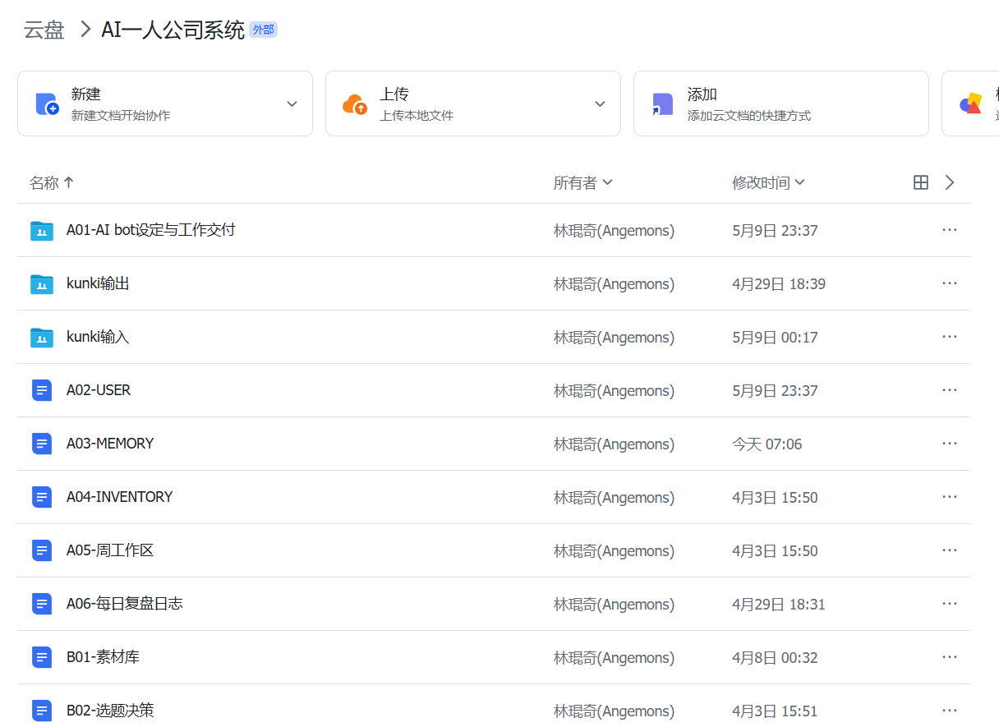 云盘 > AI一人公司系统 外部
新建
新建文档开始协作
上传
上传本地文件
添加
添加云文档的快捷方式
名称 所有者 修改时间
A01-AI bot设定与工作交付 林琨奇(Angemons) 5月9日 23:37
kunki输出 林琨奇(Angemons) 4月29日 18:39
kunki输入 林琨奇(Angemons) 5月9日 00:17
A02-USER 林琨奇(Angemons) 5月9日 23:37
A03-MEMORY 林琨奇(Angemons) 今天 07:06
A04-INVENTORY 林琨奇(Angemons) 4月3日 15:50
A05-周工作区 林琨奇(Angemons) 4月3日 15:50
A06-每日复盘日志 林琨奇(Angemons) 4月29日 18:31
B01-素材库 林琨奇(Angemons) 4月8日 00:32
B02-选题决策 林琨奇(Angemons) 4月3日 15:51